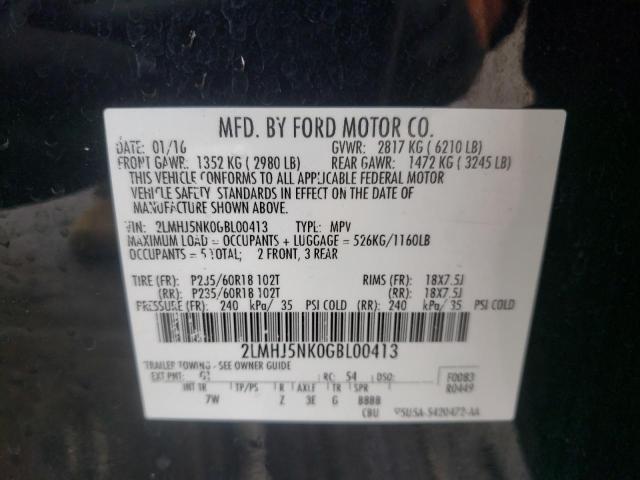 MFD. BY FORD MOTOR CO.
DATE: 01/16 GVWR: 2817 KG ( 6210 LB)
FRONT GAWR: 1352 KG ( 2980 LB) REAR GAWR: 1472 KG ( 3245 LB)
THIS VEHICLE CONFORMS TO ALL APPLICABLE FEDERAL MOTOR
VEHICLE SAFETY STANDARDS IN EFFECT ON THE DATE OF
MANUFACTURE SHOWN ABOVE.
VIN: 2LMHJ5NK0GBL00413 TYPE: MPV
MAXIMUM LOAD = OCCUPANTS + LUGGAGE = 526KG/1160LB
OCCUPANTS = 5 TOTAL: 2 FRONT, 3 REAR
TIRE (FR): P235/60R18 102T RIMS (FR): 18X7.5J
(RR): P235/60R18 102T (RR): 18X7.5J
PRESSURE (FR): 240 kPa/ 35 PSI COLD (RR): 240 kPa/ 35 PSI COLD
2LMHJ5NK0GBL00413
TRAILER TOWING - SEE OWNER GUIDE
EXT PNT: G1 RC: 54 DSO: F0083
INT TR TP/PS R AXLE TR SPR R0449
7W Z 3E G BBBB
CBU 5U5A-5420472-AA